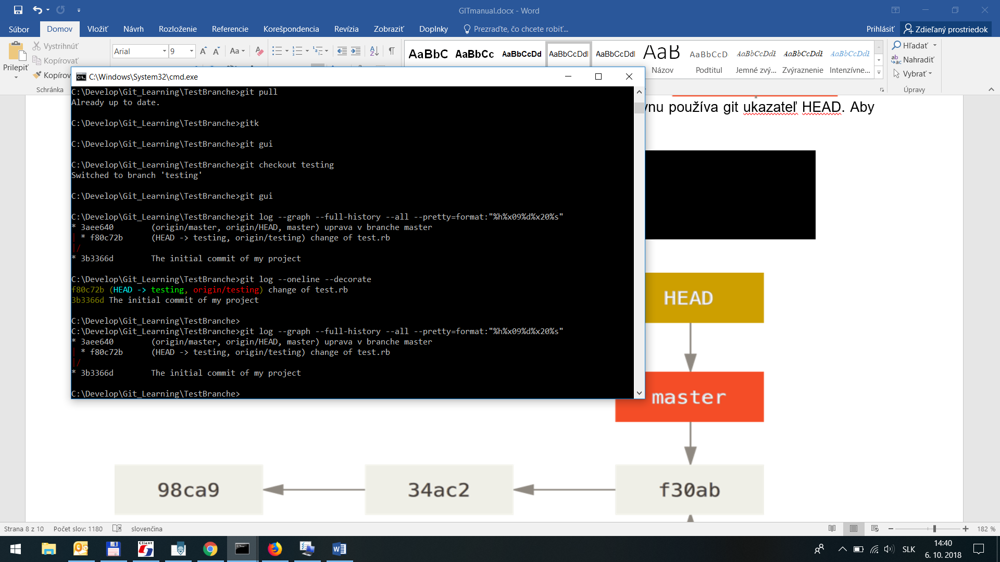 GITmanual.docx - Word
Súbor Domov Vložiť Návrh Rozloženie Referencie Korešpondencia Revízia Zobraziť Doplnky Prezraďte, čo chcete robiť... Prihlásiť Zdieľaný prostriedok
Prilepiť
Vystrihnúť
Kopírovať
Kopírov
Schránka
Arial 9 Aa
AaBbC AaBbCc AaBbCcDd AaBbCcDdI AaBbCcDdI AaB AaBbCcD AaBbCcDdE AaBbCcDdE AaBbCcDdE
Názov Podtitul Jemné zvý... Zvýraznenie Intenzívne...
Hľadať
Nahradiť
Vybrať
Úpravy
C:\Windows\System32\cmd.exe
C:\Develop\Git_Learning\TestBranche>git pull
Already up to date.
C:\Develop\Git_Learning\TestBranche>gitk
C:\Develop\Git_Learning\TestBranche>git gui
C:\Develop\Git_Learning\TestBranche>git checkout testing
Switched to branch 'testing'
C:\Develop\Git_Learning\TestBranche>git gui
C:\Develop\Git_Learning\TestBranche>git log --graph --full-history --all --pretty=format:"%h%x09%d%x20%s"
* 3aee640 (origin/master, origin/HEAD, master) uprava v branche master
| * f80c72b (HEAD -> testing, origin/testing) change of test.rb
|/
* 3b3366d The initial commit of my project
C:\Develop\Git_Learning\TestBranche>git log --oneline --decorate
f80c72b (HEAD -> testing, origin/testing) change of test.rb
3b3366d The initial commit of my project
C:\Develop\Git_Learning\TestBranche>
C:\Develop\Git_Learning\TestBranche>git log --graph --full-history --all --pretty=format:"%h%x09%d%x20%s"
* 3aee640 (origin/master, origin/HEAD, master) uprava v branche master
| * f80c72b (HEAD -> testing, origin/testing) change of test.rb
|/
* 3b3366d The initial commit of my project
C:\Develop\Git_Learning\TestBranche>
ynu používa git ukazateľ HEAD. Aby
HEAD
master
98ca9 34ac2 f30ab
Strana 8 z 10 Počet slov: 1180 slovenčina 182 %
Client
SLK
14:40
6. 10. 2018